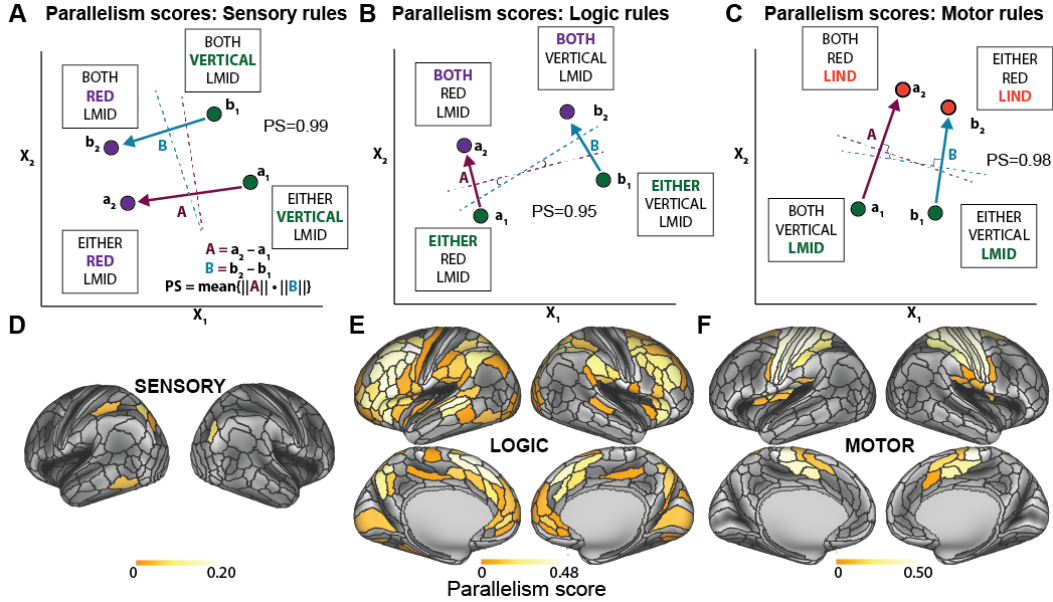 A Parallelism scores: Sensory rules
BOTH
VERTICAL
LMID
BOTH
RED
LMID
b1
PS=0.99
b2
B
X2
a1
a2
A
EITHER
VERTICAL
LMID
EITHER
RED
LMID
A = a2 – a1
B = b2 – b1
PS = mean{||A|| • ||B||}
X1
B Parallelism scores: Logic rules
BOTH
VERTICAL
LMID
BOTH
RED
LMID
b2
a2
X2
B
A
b1
a1
PS=0.95
EITHER
VERTICAL
LMID
EITHER
RED
LMID
X1
C Parallelism scores: Motor rules
BOTH
RED
LIND
EITHER
RED
LIND
a2
b2
A
B
X2
PS=0.98
a1
b1
BOTH
VERTICAL
LMID
EITHER
VERTICAL
LMID
X1
D
SENSORY
0 0.20
E
LOGIC
0 0.48
Parallelism score
F
MOTOR
0 0.50